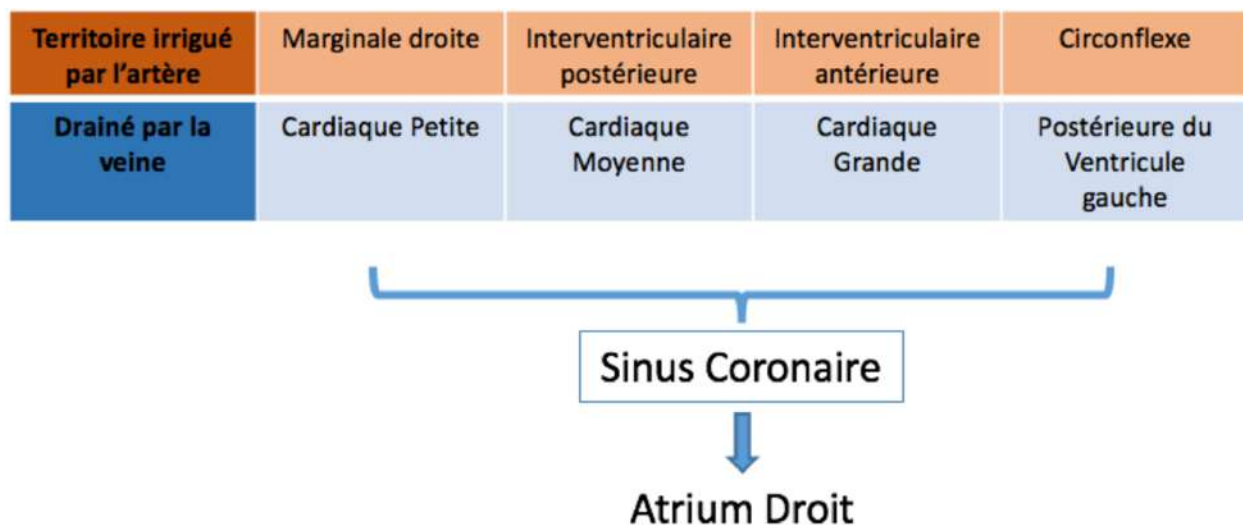 Territoire irrigué
par l'artère
Marginale droite
Interventriculaire
postérieure
Interventriculaire
antérieure
Circonflexe
Drainé par la
veine
Cardiaque Petite
Cardiaque
Moyenne
Cardiaque
Grande
Postérieure du
Ventricule
gauche
Sinus Coronaire
Atrium Droit